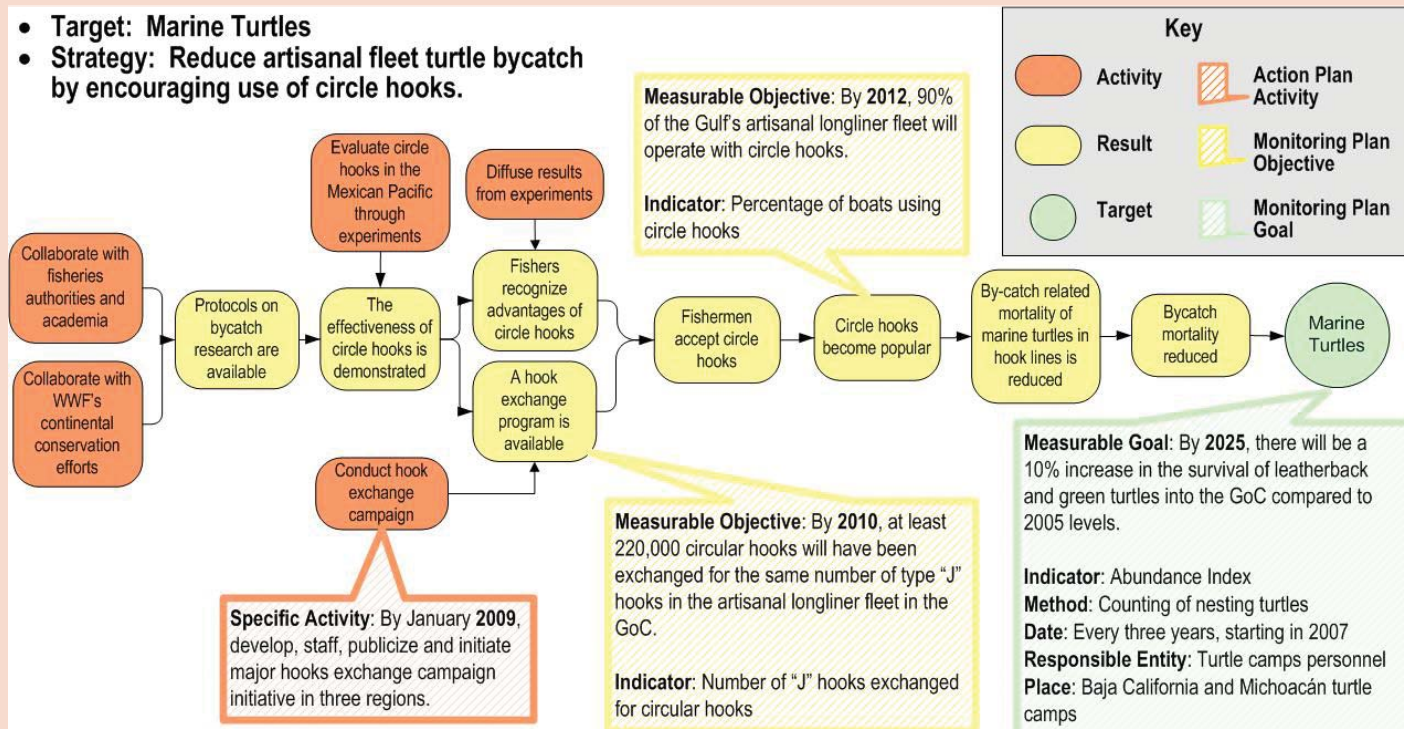 • Target: Marine Turtles
• Strategy: Reduce artisanal fleet turtle bycatch
by encouraging use of circle hooks.
Key
Activity
Action Plan
Activity
Result
Monitoring Plan
Objective
Target
Monitoring Plan
Goal
Measurable Objective: By 2012, 90%
of the Gulf's artisanal longliner fleet will
operate with circle hooks.
Indicator: Percentage of boats using
circle hooks
Evaluate circle
hooks in the
Mexican Pacific
through
experiments
Diffuse results
from experiments
Collaborate with
fisheries
authorities and
academia
Collaborate with
WWF's
continental
conservation
efforts
Protocols on
bycatch
research are
available
The
effectiveness of
circle hooks is
demonstrated
Fishers
recognize
advantages of
circle hooks
A hook
exchange
program is
available
Fishermen
accept circle
hooks
Circle hooks
become popular
By-catch related
mortality of
marine turtles in
hook lines is
reduced
Bycatch
mortality
reduced
Marine
Turtles
Conduct hook
exchange
campaign
Specific Activity: By January 2009,
develop, staff, publicize and initiate
major hooks exchange campaign
initiative in three regions.
Measurable Objective: By 2010, at least
220,000 circular hooks will have been
exchanged for the same number of type “J”
hooks in the artisanal longliner fleet in the
GoC.
Indicator: Number of “J” hooks exchanged
for circular hooks
Measurable Goal: By 2025, there will be a
10% increase in the survival of leatherback
and green turtles into the GoC compared to
2005 levels.
Indicator: Abundance Index
Method: Counting of nesting turtles
Date: Every three years, starting in 2007
Responsible Entity: Turtle camps personnel
Place: Baja California and Michoacán turtle
camps